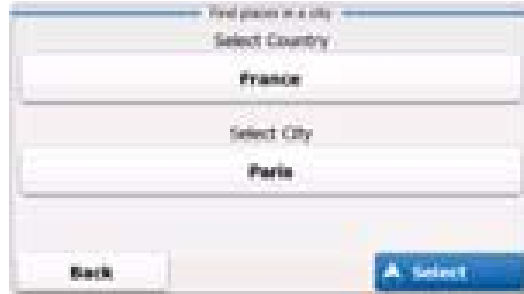 Find places in a city
Select Country
France
Select City
Paris
Back
Select